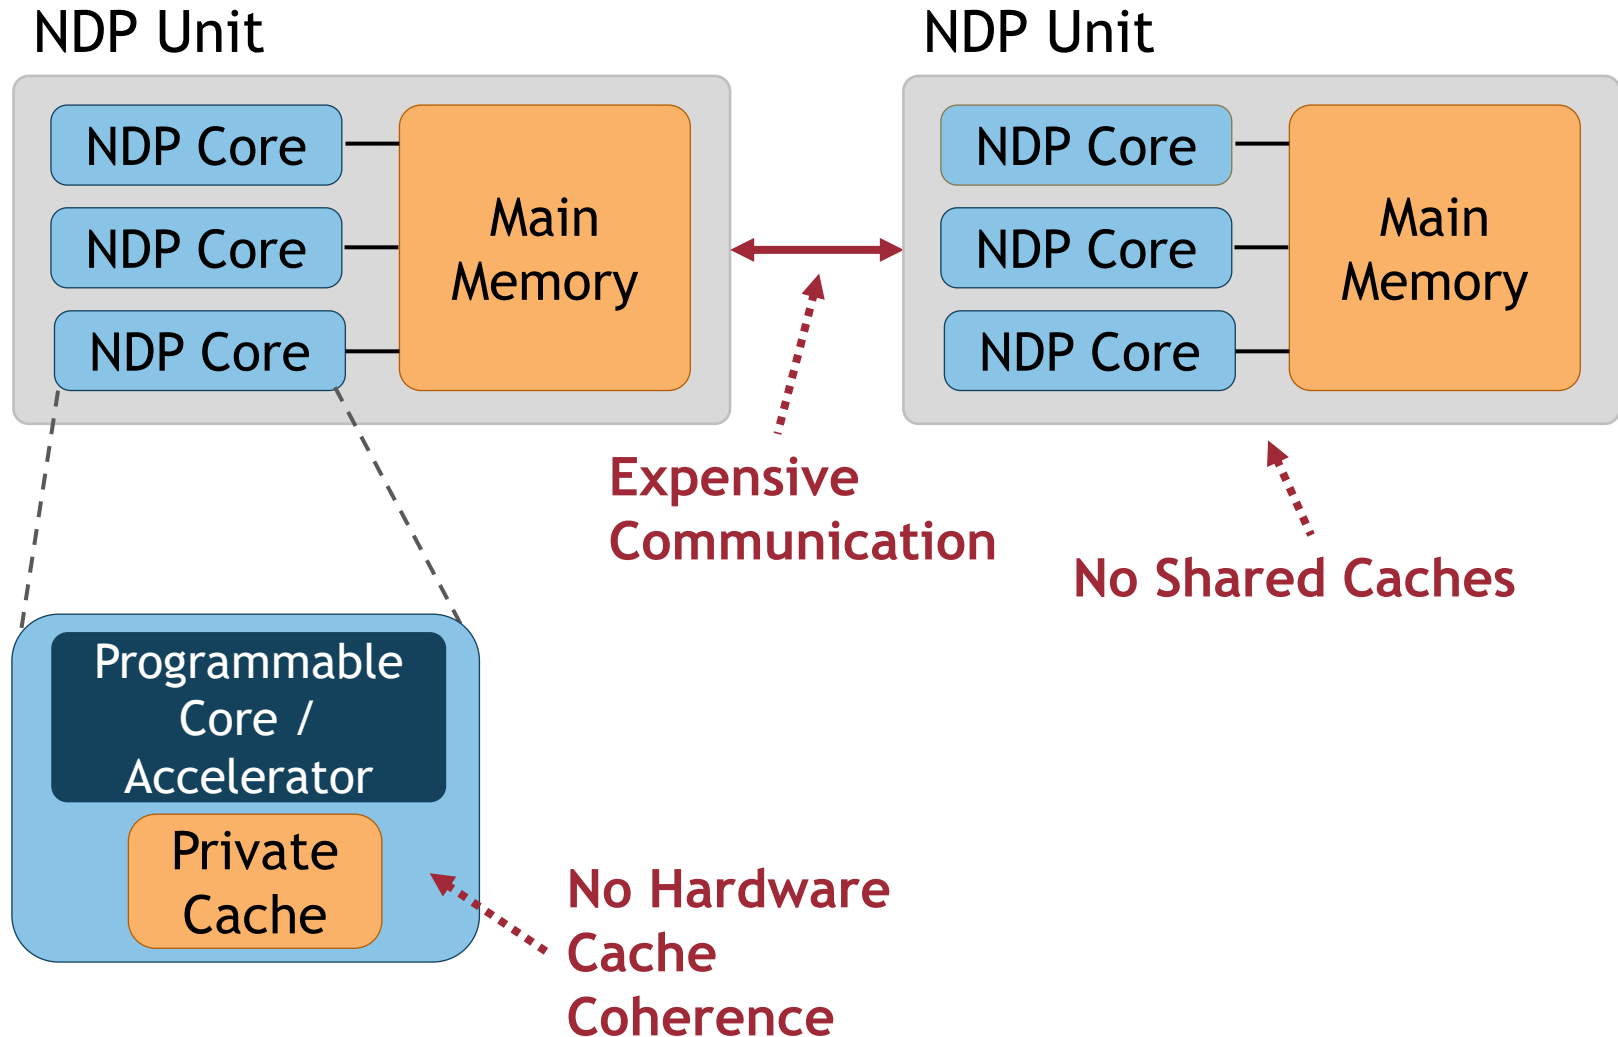 NDP Unit
NDP Core
NDP Core
NDP Core
Main
Memory
NDP Unit
NDP Core
NDP Core
NDP Core
Main
Memory
Expensive
Communication
No Shared Caches
Programmable
Core /
Accelerator
Private
Cache
No Hardware
Cache
Coherence